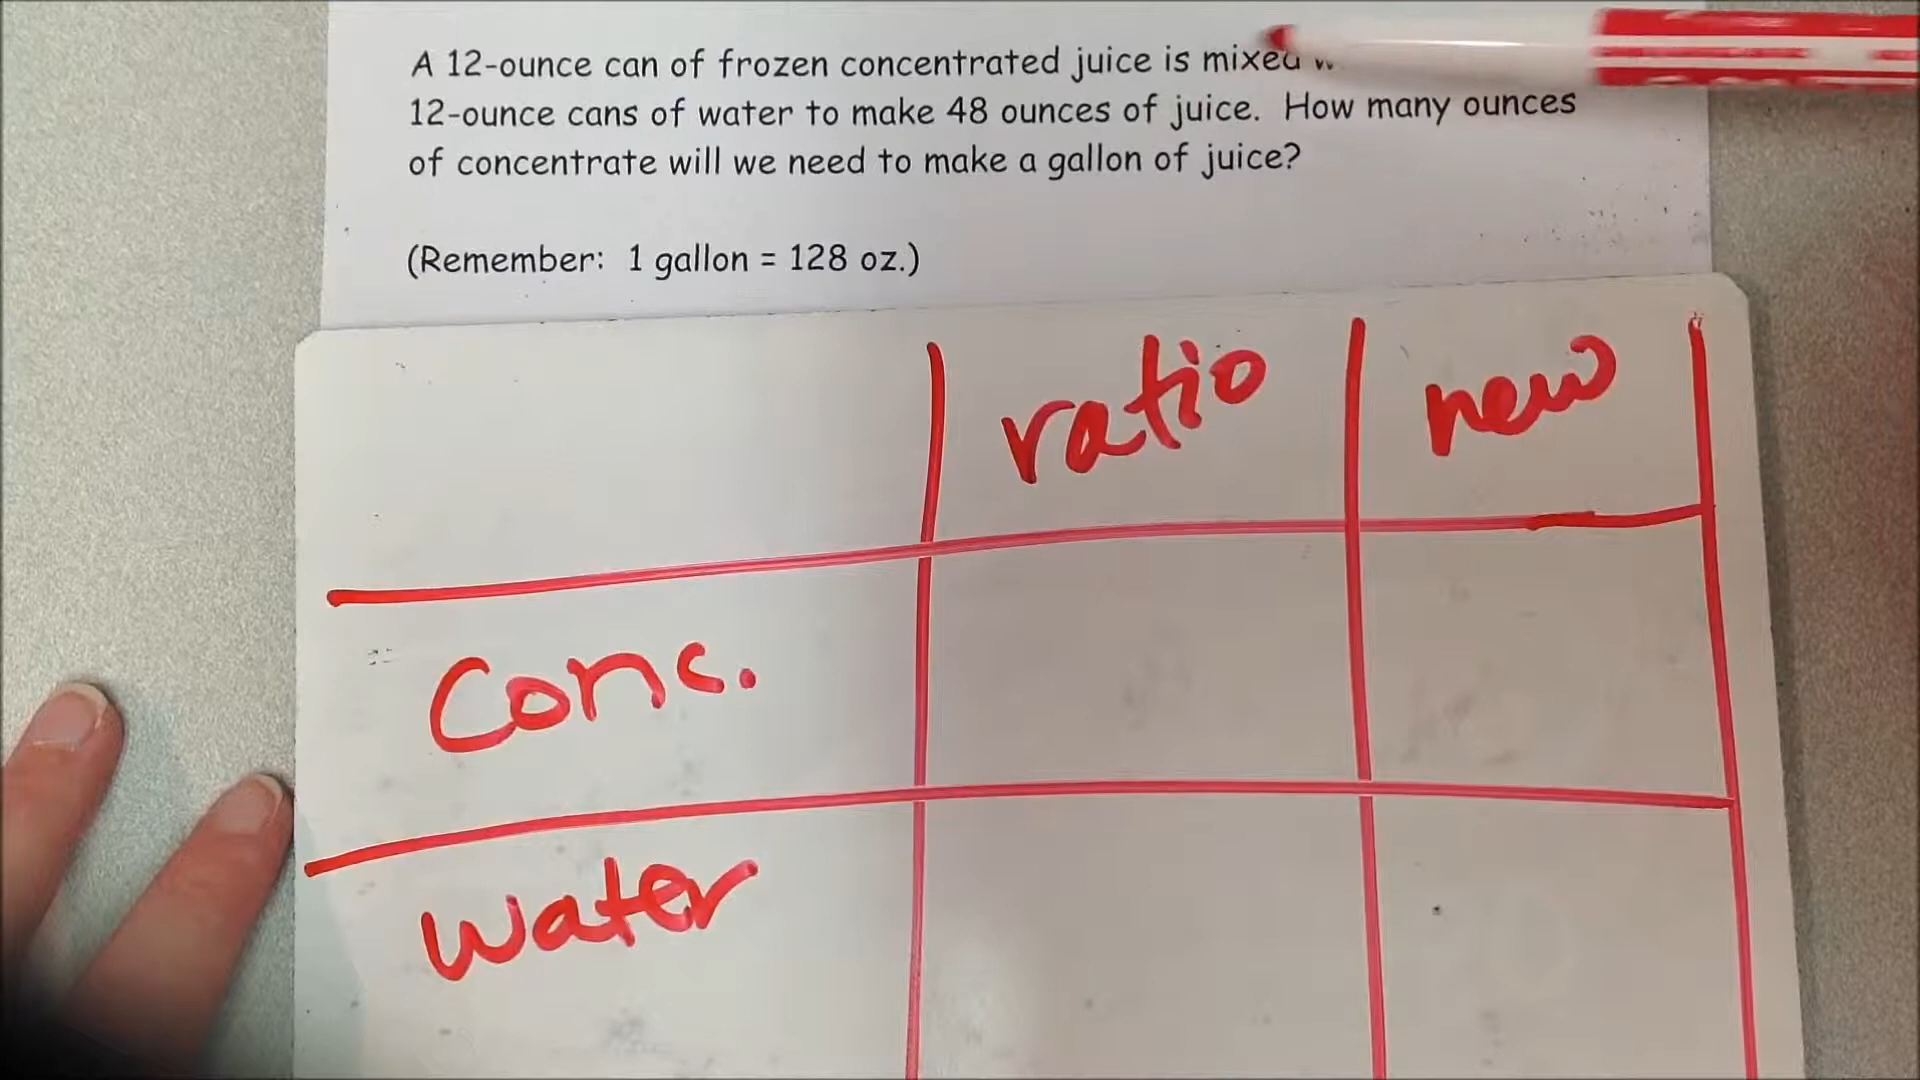 A 12-ounce can of frozen concentrated juice is mixed
12-ounce cans of water to make 48 ounces of juice. How many ounces
of concentrate will we need to make a gallon of juice?
(Remember: 1 gallon = 128 oz.)
ratio new
Conc.
water